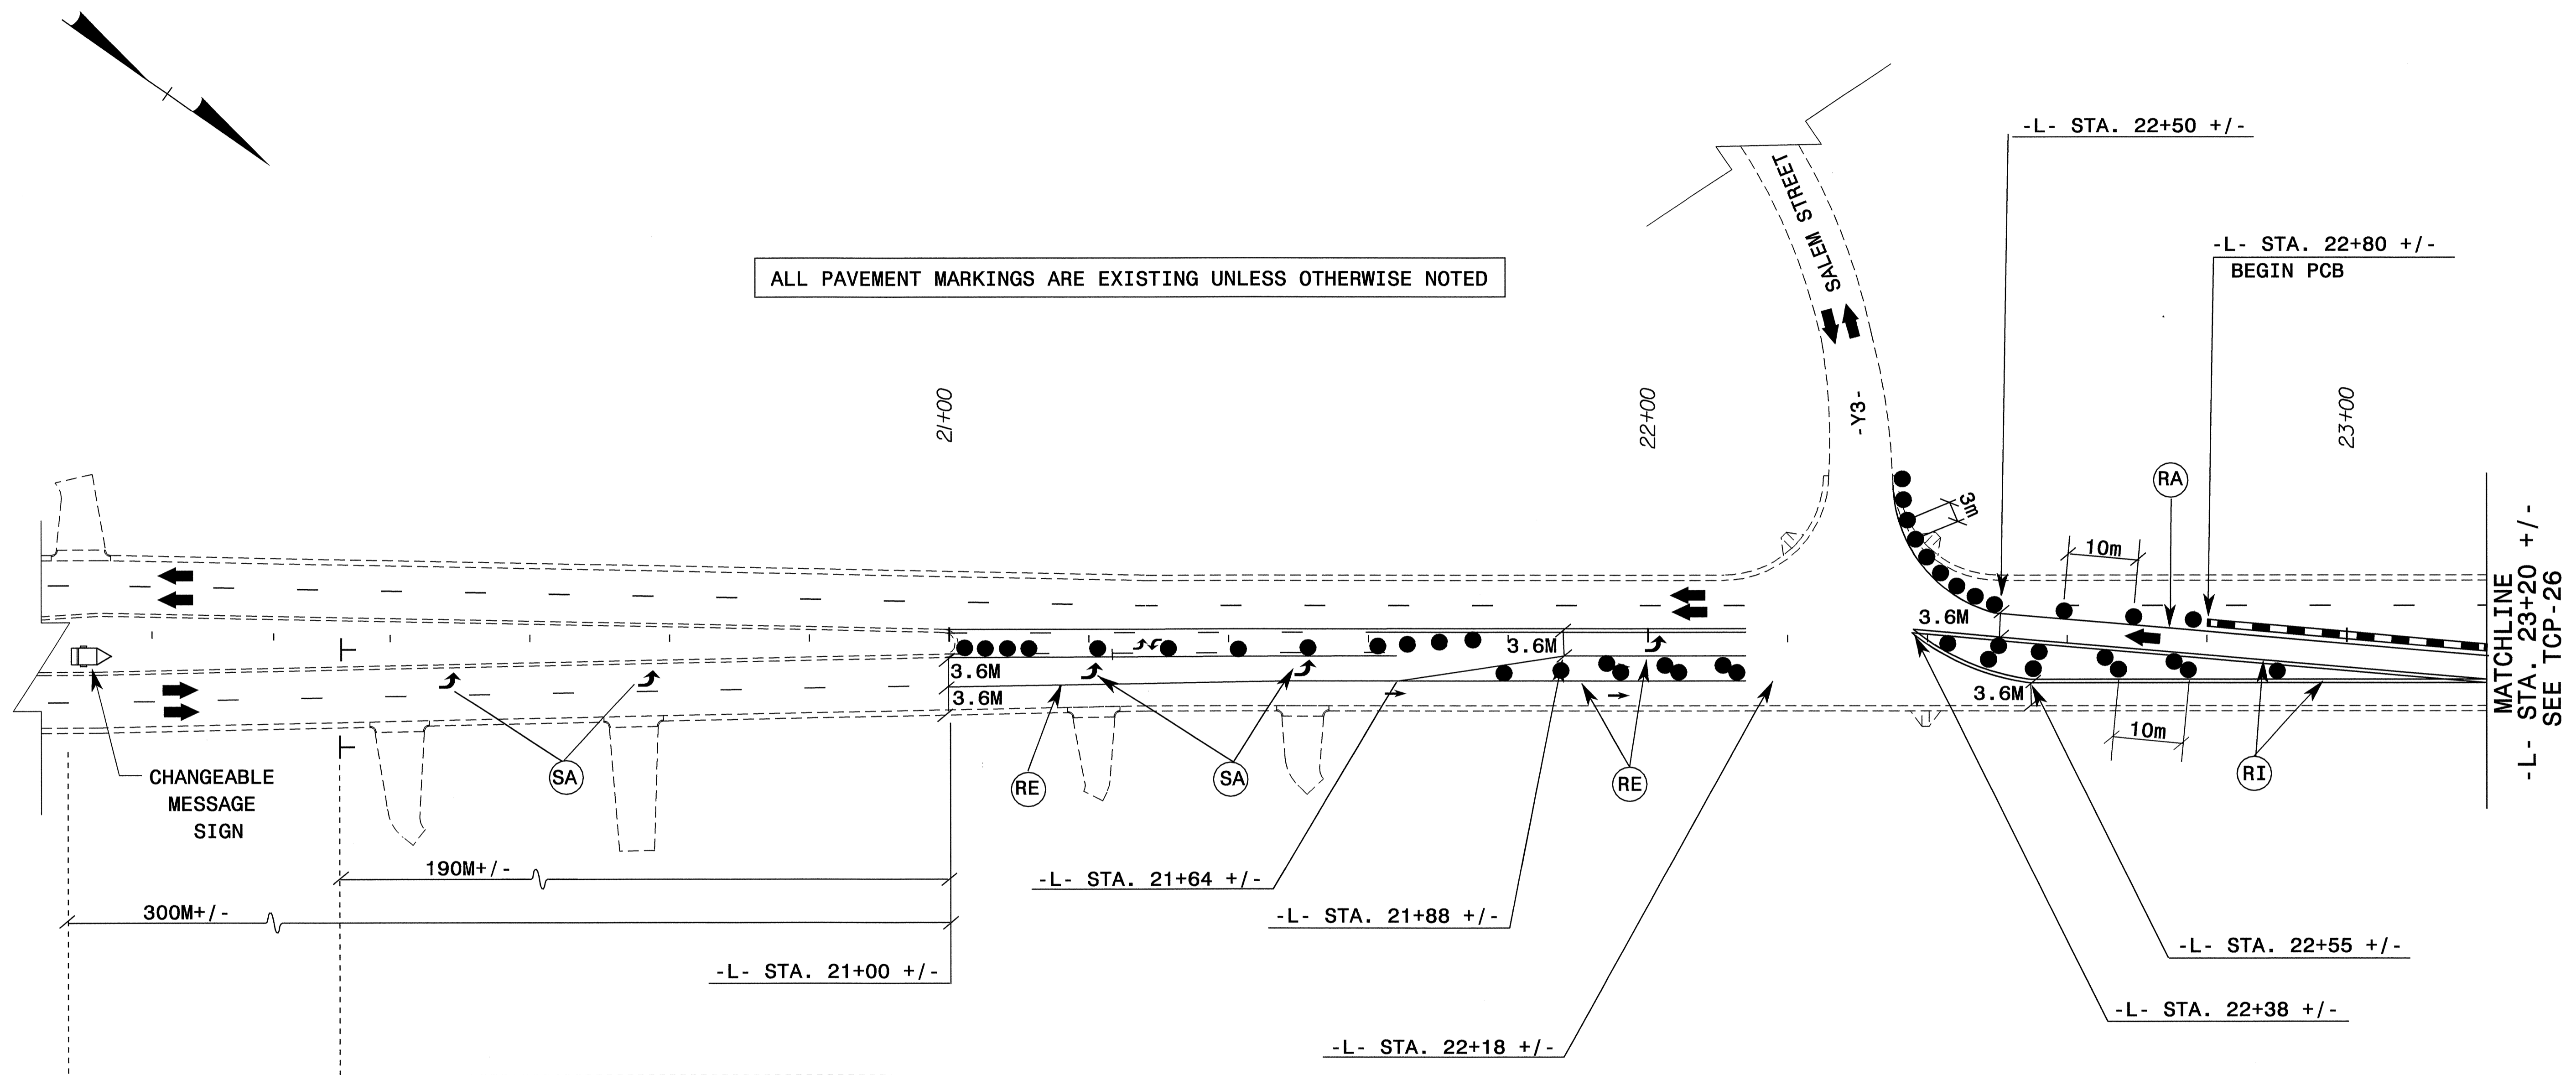 -L- STA. 22+50 +/-
SALEM STREET
-L- STA. 22+80 +/-
BEGIN PCB
ALL PAVEMENT MARKINGS ARE EXISTING UNLESS OTHERWISE NOTED
21+00
22+00
-Y3-
23+00
RA
3m
10m
3.6M
3.6M
3.6M
3.6M
3.6M
10m
MATCHLINE
-L- STA. 23+20 +/-
SEE TCP-26
CHANGEABLE
MESSAGE
SIGN
SA
RE
SA
RE
RI
190M+/-
-L- STA. 21+64 +/-
300M+/-
-L- STA. 21+88 +/-
-L- STA. 22+55 +/-
-L- STA. 21+00 +/-
-L- STA. 22+38 +/-
-L- STA. 22+18 +/-